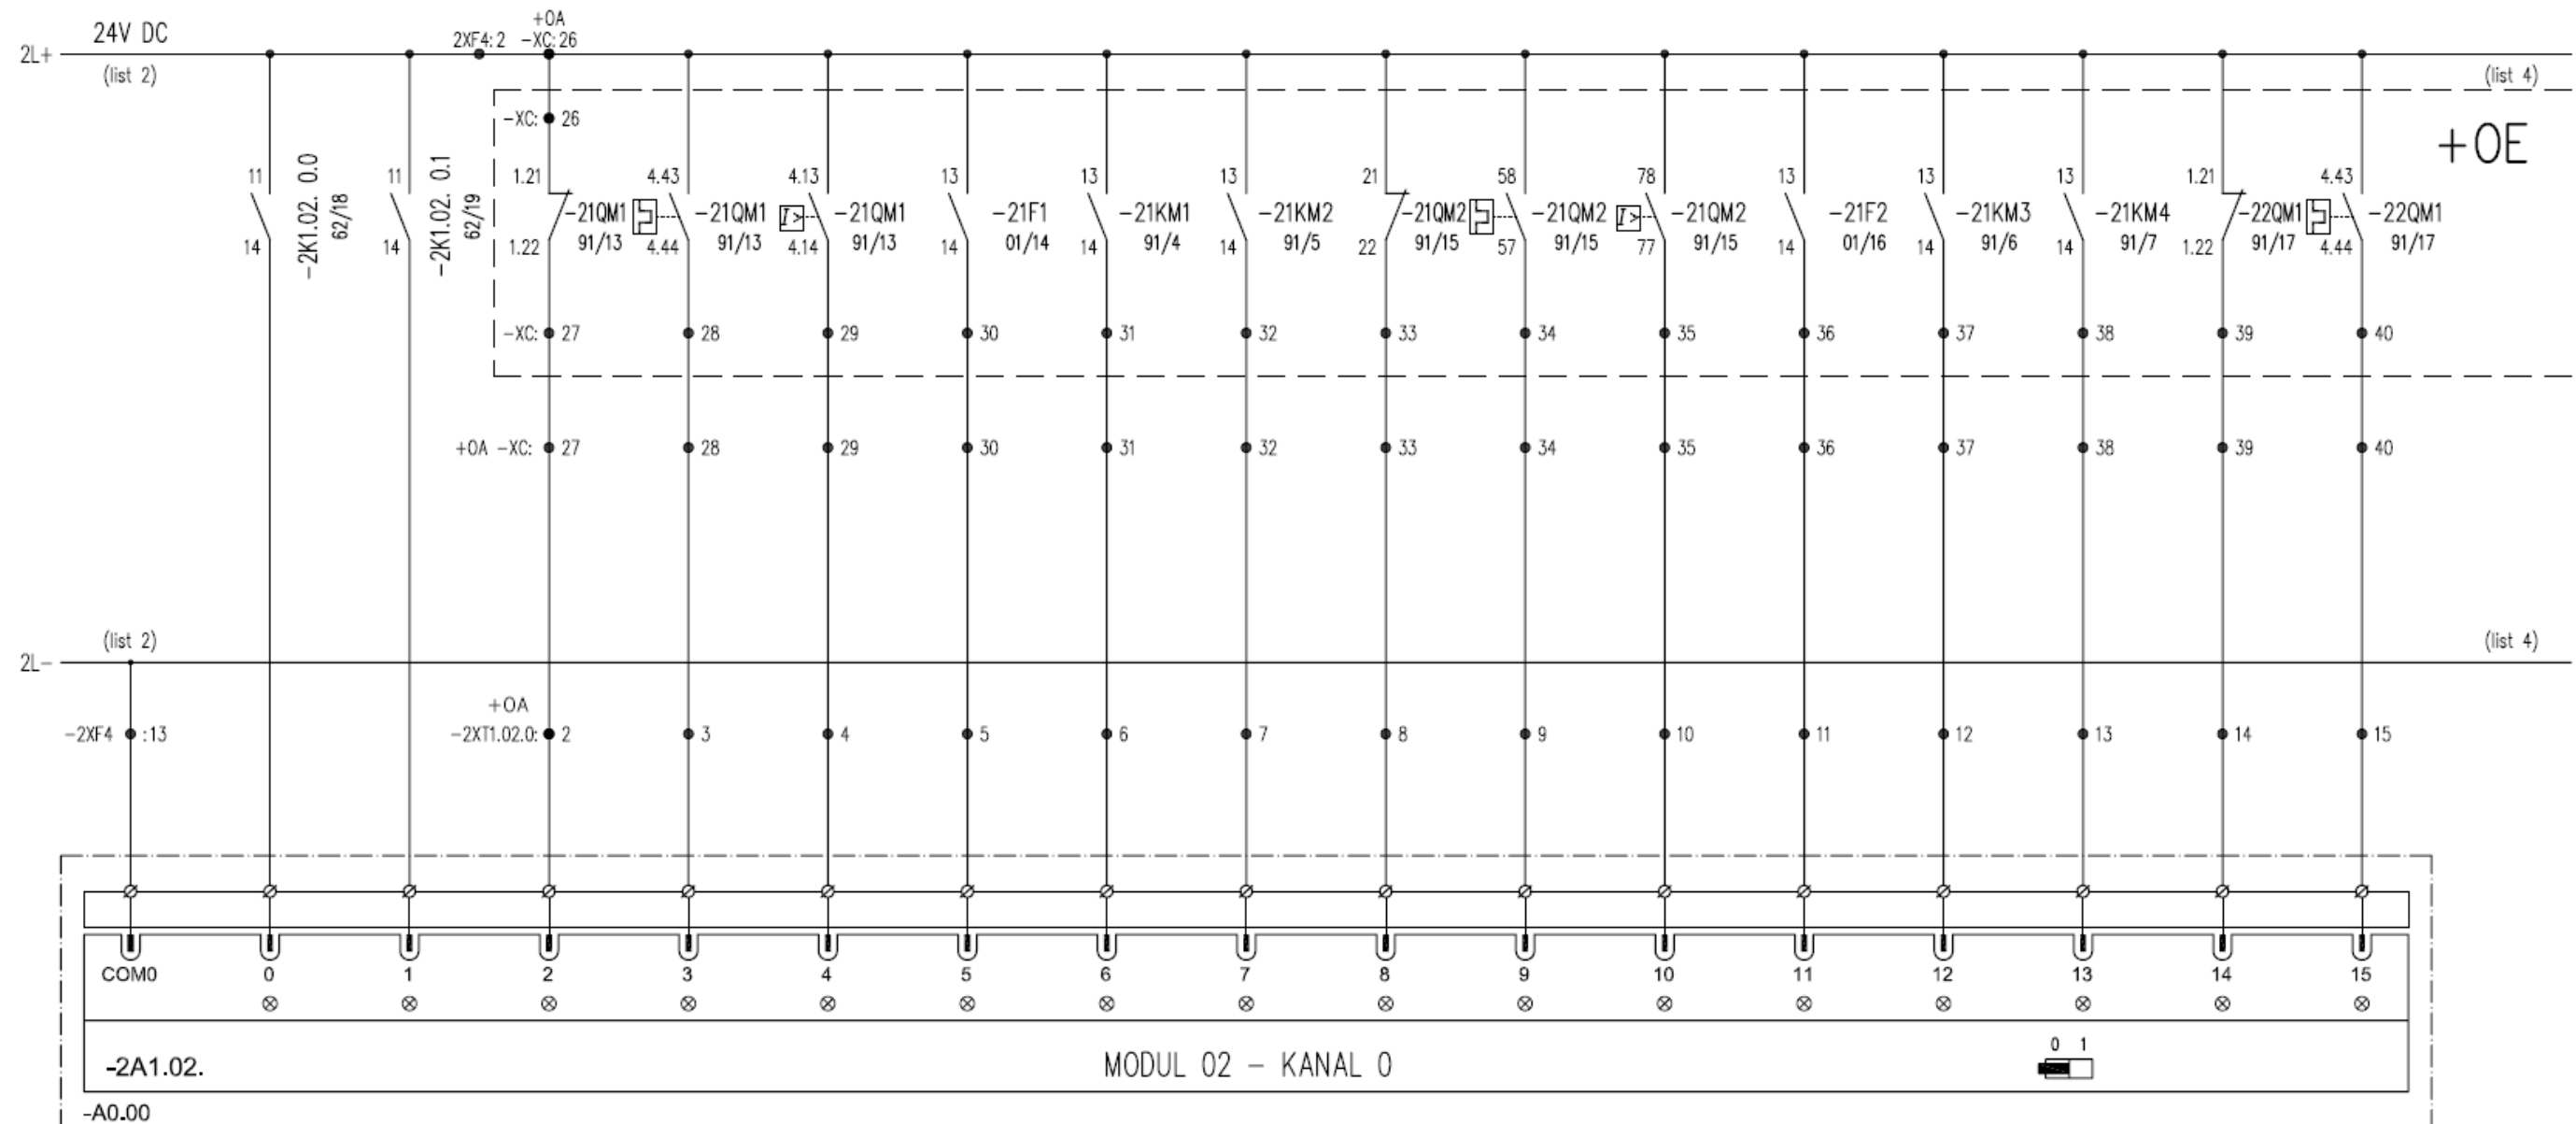 +0A
24V DC
2XF4:2 -XC:26
2L+
(list 2) (list 4)
-XC: 26
+0E
11 11 1.21 4.43 4.13 13 13 13 21 58 78 13 13 13 1.21 4.43
-2K1.02. 0.0
62/18
-2K1.02. 0.1
62/19
-21QM1 -21QM1 I> -21QM1 -21F1 -21KM1 -21KM2 -21QM2 -21QM2 I> -21QM2 -21F2 -21KM3 -21KM4 -22QM1 -22QM1
91/13 91/13 91/13 01/14 91/4 91/5 91/15 91/15 91/15 01/16 91/6 91/7 91/17 91/17
14 14 1.22 4.44 4.14 14 14 14 22 57 77 14 14 14 1.22 4.44
-XC: 27 28 29 30 31 32 33 34 35 36 37 38 39 40
+0A -XC: 27 28 29 30 31 32 33 34 35 36 37 38 39 40
(list 2) (list 4)
2L-
+0A
-2XF4 :13 -2XT1.02.0: 2 3 4 5 6 7 8 9 10 11 12 13 14 15
COM0 0 1 2 3 4 5 6 7 8 9 10 11 12 13 14 15
0 1
-2A1.02. MODUL 02 - KANAL 0
-A0.00